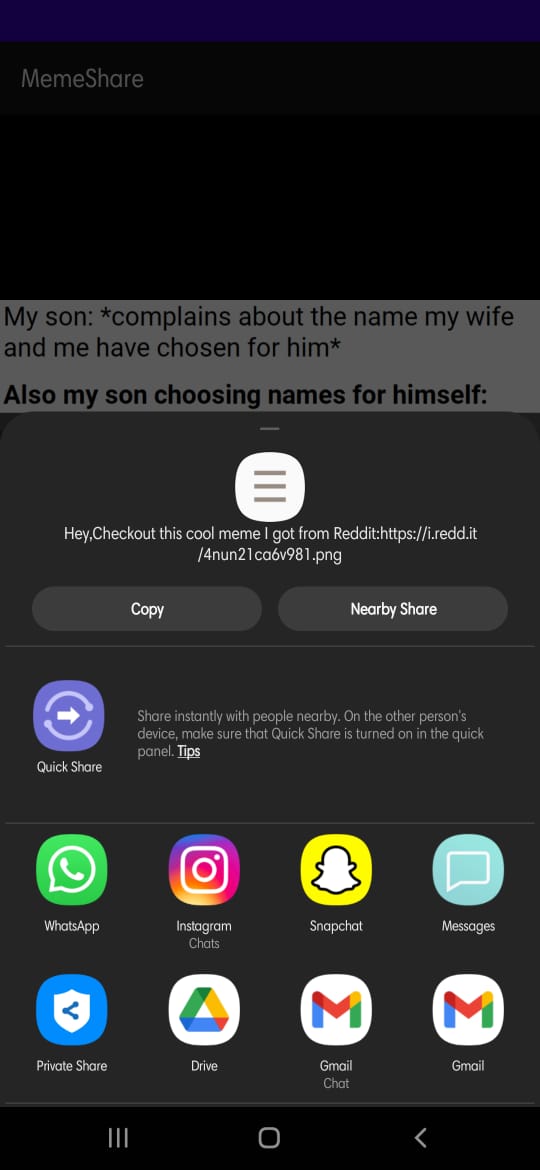 MemeShare
My son: *complains about the name my wife
and me have chosen for him*
Also my son choosing names for himself:
Hey,Checkout this cool meme I got from Reddit:https://i.redd.it
/4nun21ca6v981.png
Copy
Nearby Share
Quick Share
Share instantly with people nearby. On the other person's
device, make sure that Quick Share is turned on in the quick
panel. Tips
WhatsApp
Instagram
Chats
Snapchat
Messages
Private Share
Drive
Gmail
Chat
Gmail